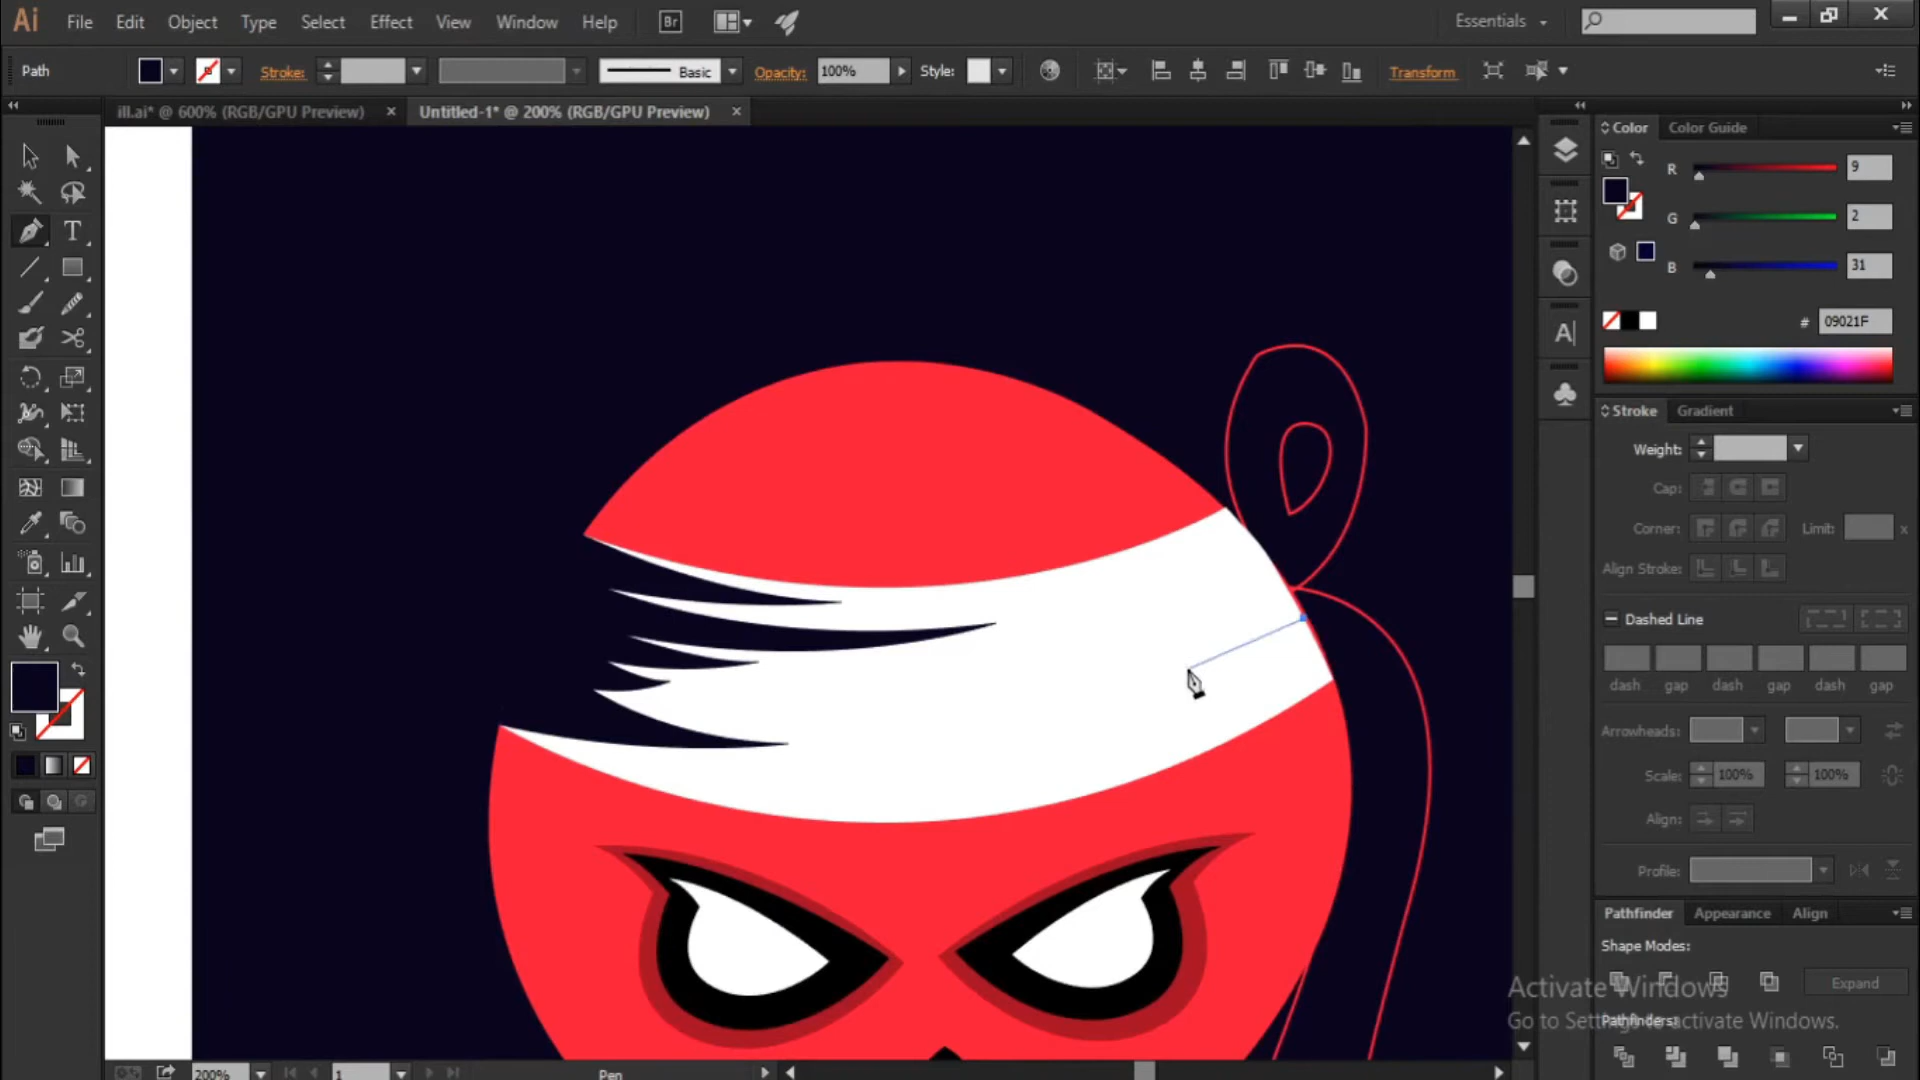 Ai File Edit Object Type Select Effect View Window Help Br Essentials
Path Stroke: Basic Opacity: 100% Style: Transform
ill.ai* @ 600% (RGB/GPU Preview) × Untitled-1* @ 200% (RGB/GPU Preview) ×
Color Color Guide
R 9
G 2
B 31
# 09021F
Stroke Gradient
Weight:
Cap:
Corner: Limit: x
Align Stroke:
Dashed Line
dash gap dash gap dash gap
Arrowheads:
Scale: 100% 100%
Align:
Profile:
Pathfinder Appearance Align
Shape Modes:
Expand
Activate Windows
Pathfinders:
Go to Settings to activate Windows.
200% 1 Pen